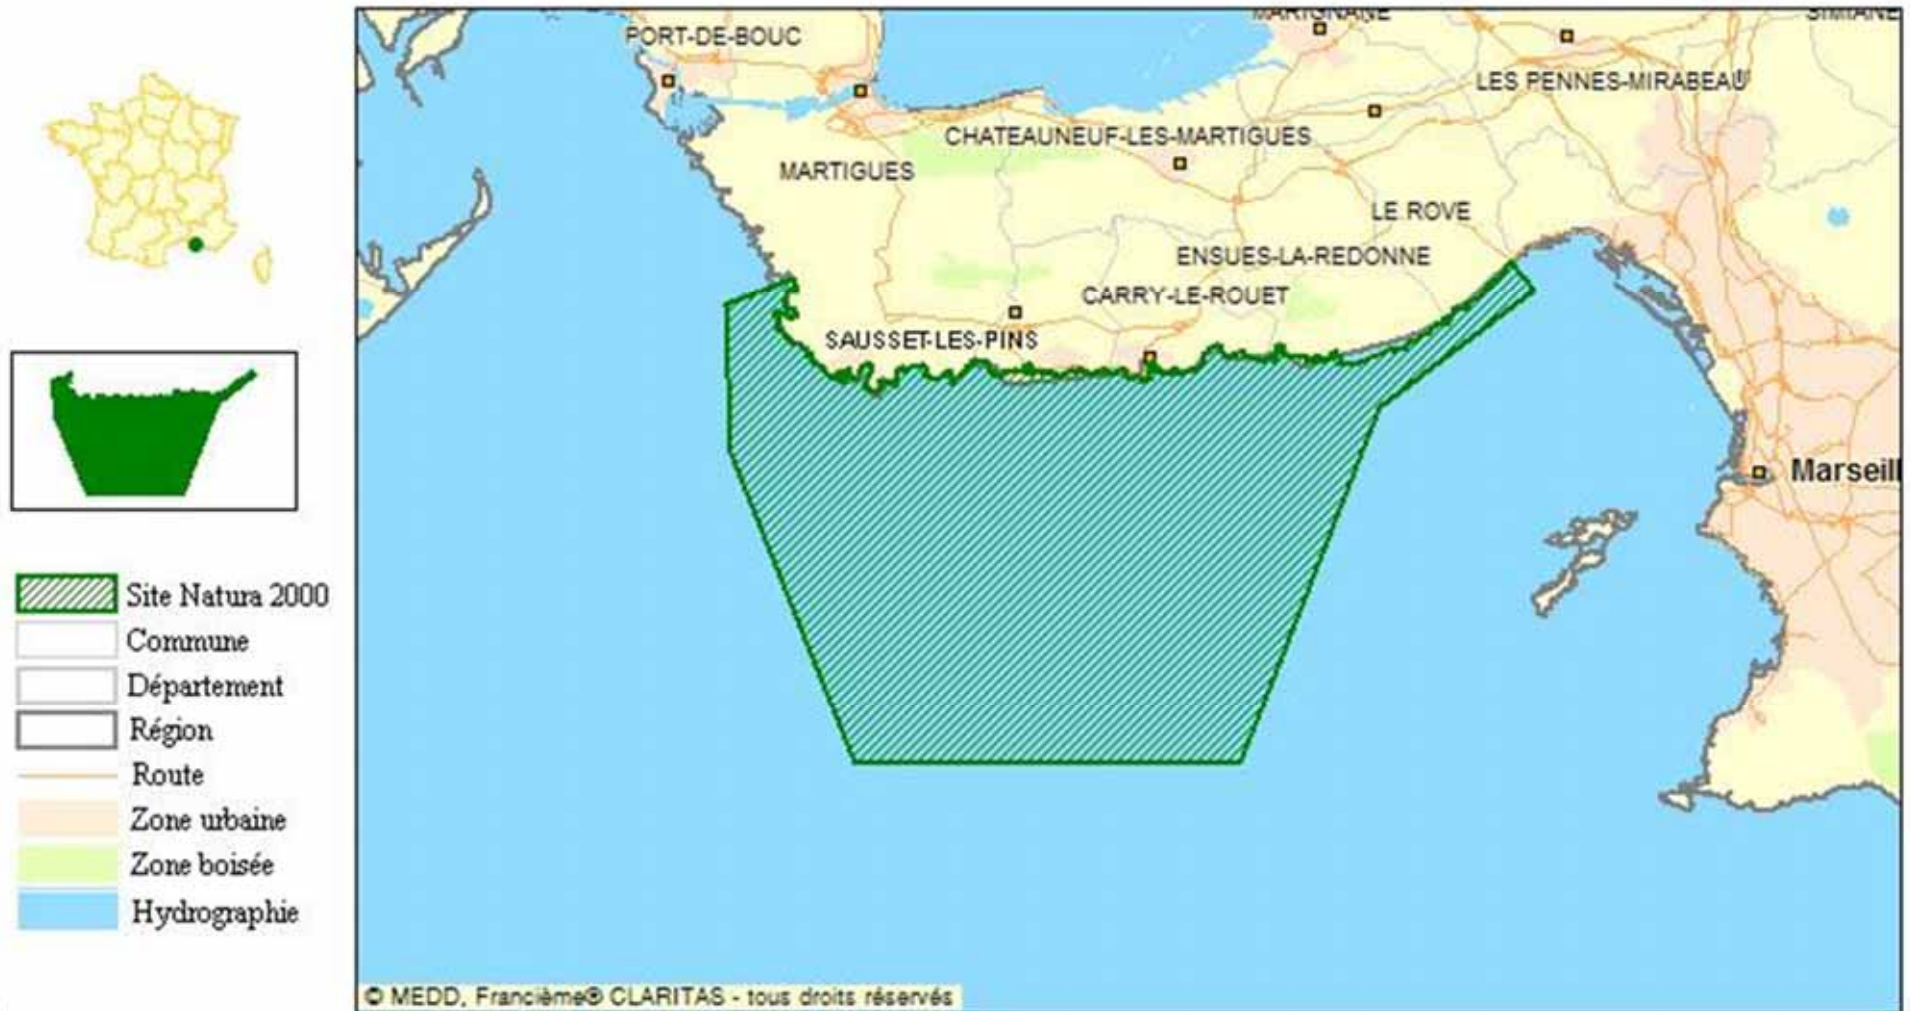 MARIGNANE
SIMIANE
PORT-DE-BOUC
LES PENNES-MIRABEAU
CHATEAUNEUF-LES-MARTIGUES
MARTIGUES
LE ROVE
ENSUES-LA-REDONNE
CARRY-LE-ROUET
SAUSSET-LES-PINS
Marseill
Site Natura 2000
Commune
Département
Région
Route
Zone urbaine
Zone boisée
Hydrographie
© MEDD, Francième® CLARITAS - tous droits réservés